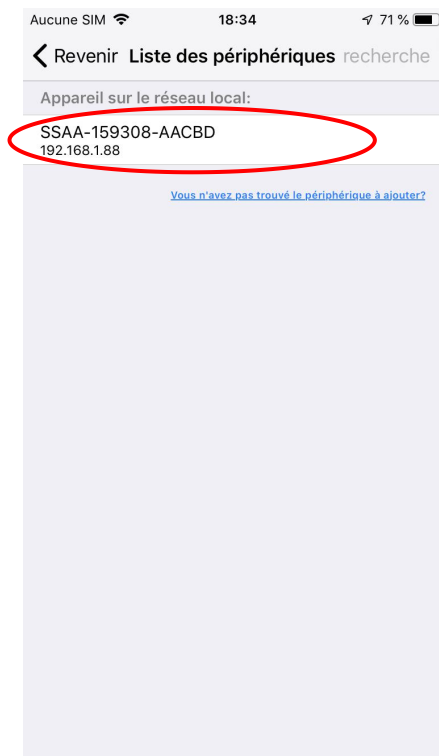 Aucune SIM 18:34 71 %
Revenir Liste des périphériques recherche
Appareil sur le réseau local:
SSAA-159308-AACBD
192.168.1.88
Vous n'avez pas trouvé le périphérique à ajouter?